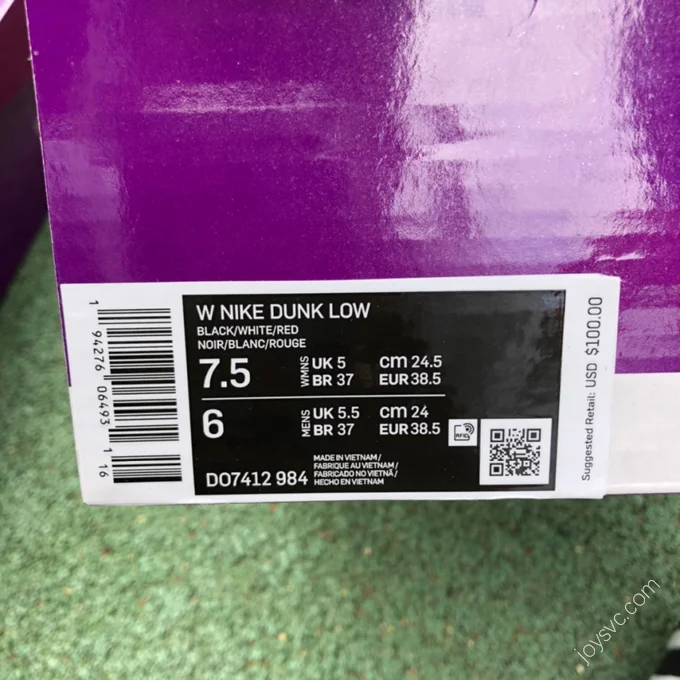 W NIKE DUNK LOW
BLACK/WHITE/RED
NOIR/BLANC/ROUGE
7.5
WMNS
UK 5 cm 24.5
BR 37 EUR 38.5
6
MENS
UK 5.5 cm 24
BR 37 EUR 38.5
RFID
DO7412 984
MADE IN VIETNAM /
FABRIQUE AU VIETNAM /
FABRICADO NO VIETNÃ /
HECHO EN VIETNAM
1 94276 06493 1 16
Suggested Retail: USD $100.00
joysvc.com